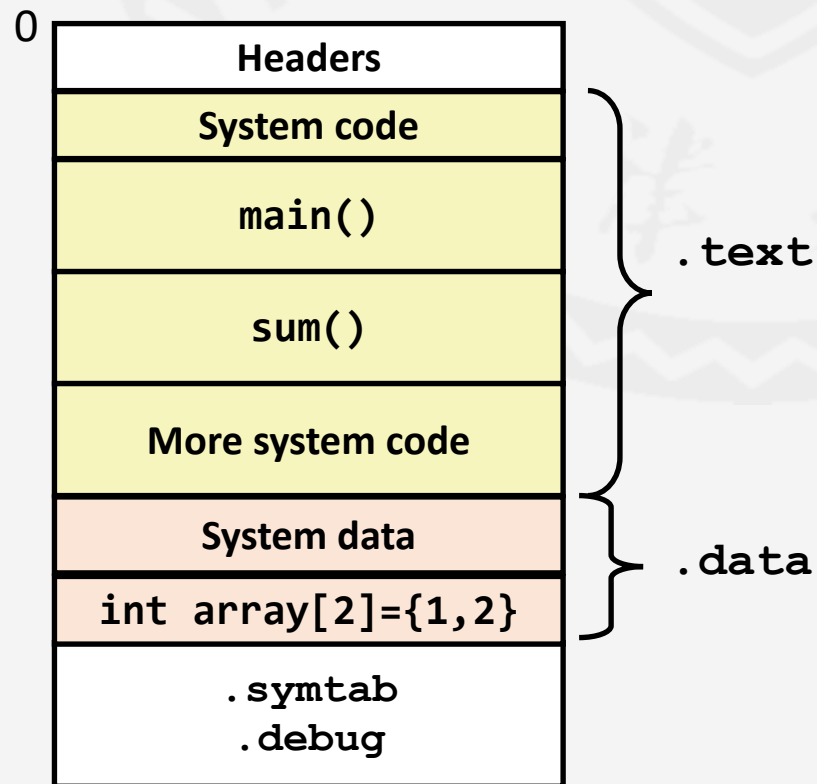 0
Headers
System code
main()
sum()
More system code
.text
System data
int array[2]={1,2}
.data
.symtab
.debug